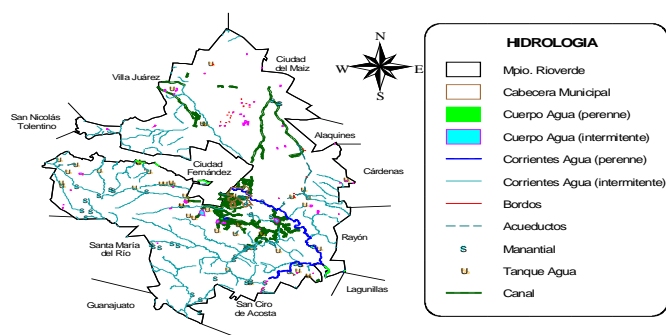 Ciudad
del Maiz
Villa Juárez
San Nicolás
Tolentino
Alaquines
Ciudad
Fernández
Cárdenas
Rayón
Santa María
del Río
Lagunillas
San Ciro
de Acosta
Guanajuato
N
W
E
S
HIDROLOGIA
Mpio. Rioverde
Cabecera Municipal
Cuerpo Agua (perenne)
Cuerpo Agua (intermitente)
Corrientes Agua (perenne)
Corrientes Agua (intermitente)
Bordos
Acueductos
S Manantial
U Tanque Agua
Canal